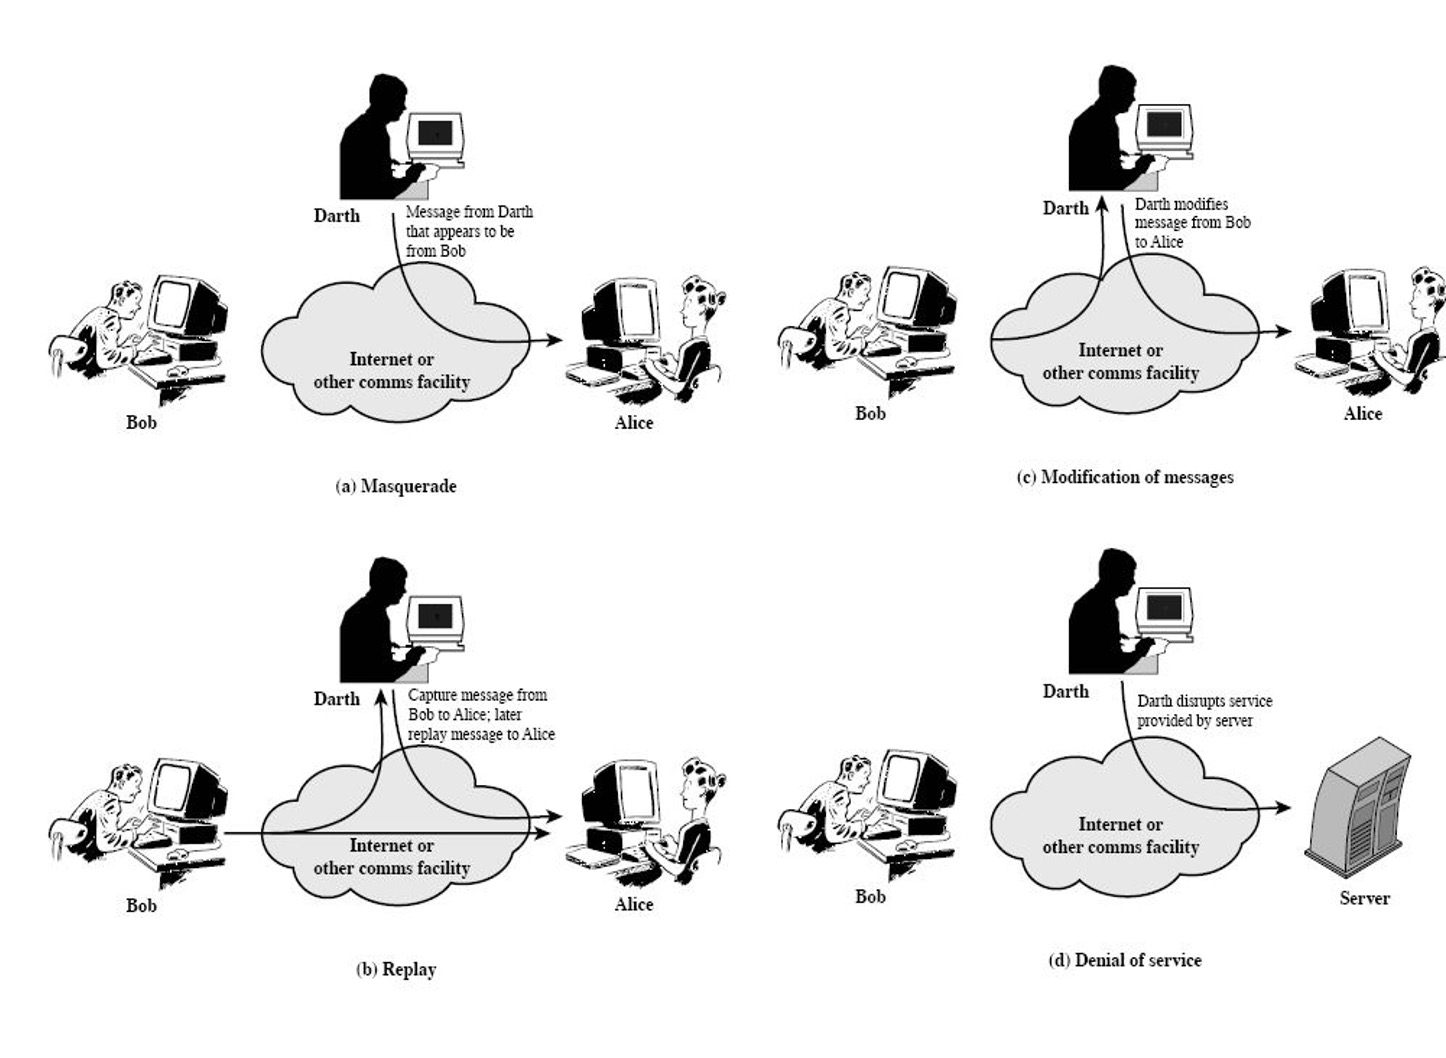 Darth
Message from Darth
that appears to be
from Bob
Internet or
other comms facility
Bob
Alice
(a) Masquerade
Darth
Capture message from
Bob to Alice; later
replay message to Alice
Internet or
other comms facility
Bob
Alice
(b) Replay
Darth
Darth modifies
message from Bob
to Alice
Internet or
other comms facility
Bob
Alice
(c) Modification of messages
Darth
Darth disrupts service
provided by server
Internet or
other comms facility
Bob
Server
(d) Denial of service